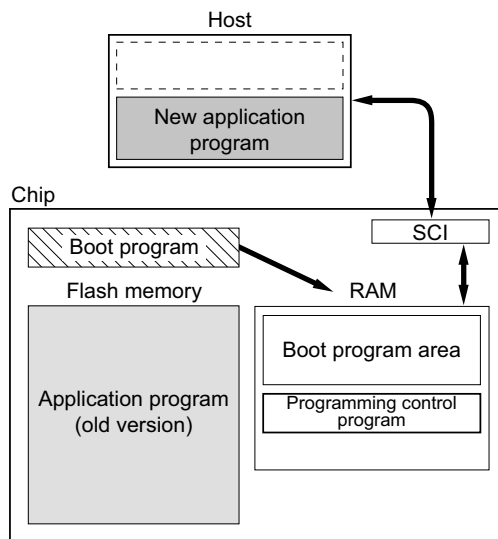 Host
New application
program
Chip
SCI
Boot program
Flash memory
RAM
Boot program area
Application program
(old version)
Programming control
program